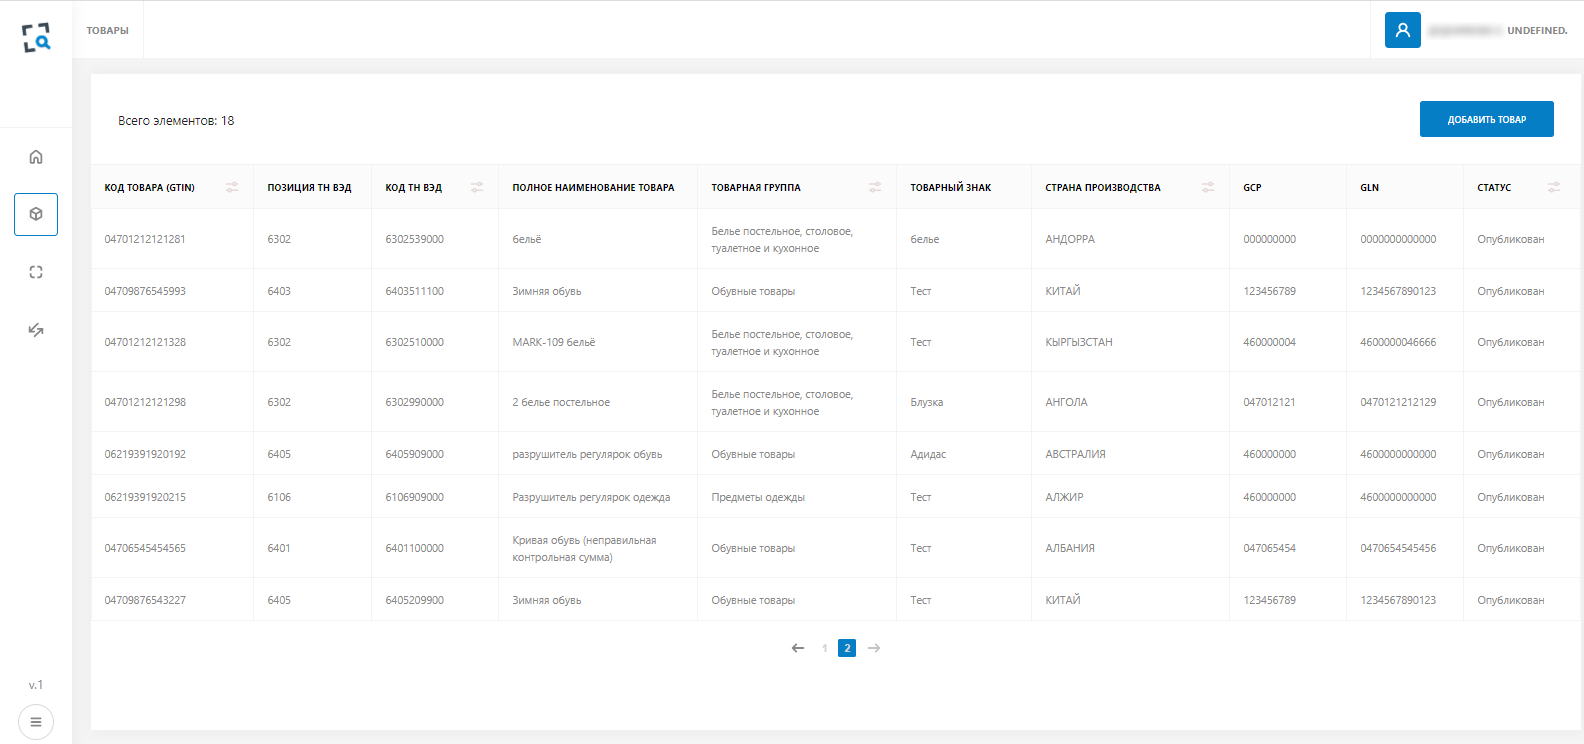 ТОВАРЫ
UNDEFINED.
Всего элементов: 18
ДОБАВИТЬ ТОВАР
КОД ТОВАРА (GTIN) ПОЗИЦИЯ ТН ВЭД КОД ТН ВЭД ПОЛНОЕ НАИМЕНОВАНИЕ ТОВАРА ТОВАРНАЯ ГРУППА ТОВАРНЫЙ ЗНАК СТРАНА ПРОИЗВОДСТВА GCP GLN СТАТУС
04701212121281 6302 6302539000 бельё Белье постельное, столовое, туалетное и кухонное белье АНДОРРА 000000000 0000000000000 Опубликован
04709876545993 6403 6403511100 Зимняя обувь Обувные товары Тест КИТАЙ 123456789 1234567890123 Опубликован
04701212121328 6302 6302510000 MARK-109 бельё Белье постельное, столовое, туалетное и кухонное Тест КЫРГЫЗСТАН 460000004 4600000046666 Опубликован
04701212121298 6302 6302990000 2 белье постельное Белье постельное, столовое, туалетное и кухонное Блузка АНГОЛА 047012121 0470121212129 Опубликован
06219391920192 6405 6405909000 разрушитель регулярок обувь Обувные товары Адидас АВСТРАЛИЯ 460000000 4600000000000 Опубликован
06219391920215 6106 6106909000 Разрушитель регулярок одежда Предметы одежды Тест АЛЖИР 460000000 4600000000000 Опубликован
04706545454565 6401 6401100000 Кривая обувь (неправильная контрольная сумма) Обувные товары Тест АЛБАНИЯ 047065454 0470654545456 Опубликован
04709876543227 6405 6405209900 Зимняя обувь Обувные товары Тест КИТАЙ 123456789 1234567890123 Опубликован
1 2
v.1